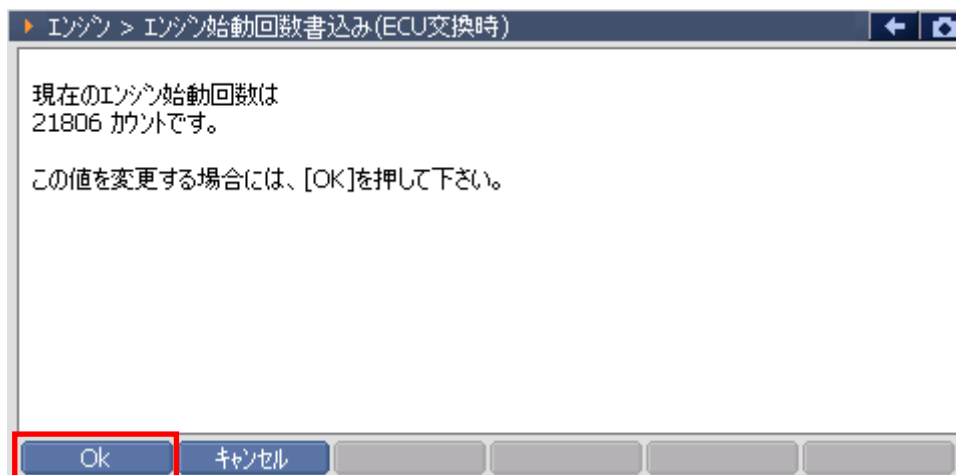 エンジン > エンジン始動回数書込み(ECU交換時)
現在のエンジン始動回数は
21806 カウントです。
この値を変更する場合には、[OK]を押して下さい。
Ok キャンセル